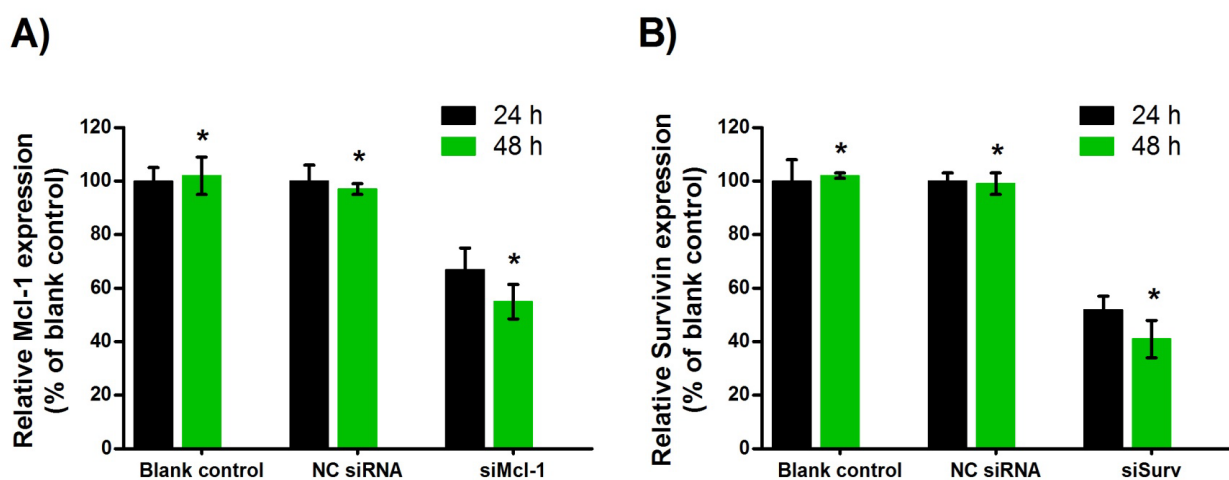 A)
24 h
48 h
Relative Mcl-1 expression
(% of blank control)
120
100
80
60
40
20
0
*
*
*
Blank control
NC siRNA
siMcl-1
B)
24 h
48 h
Relative Survivin expression
(% of blank control)
120
100
80
60
40
20
0
*
*
*
Blank control
NC siRNA
siSurv